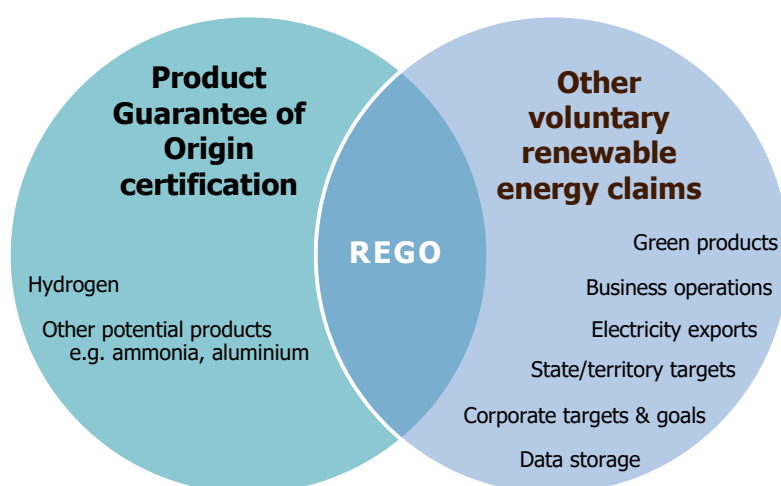 Product
Guarantee of
Origin
certification
Hydrogen
Other potential products
e.g. ammonia, aluminium
REGO
Other
voluntary
renewable
energy claims
Green products
Business operations
Electricity exports
State/territory targets
Corporate targets & goals
Data storage